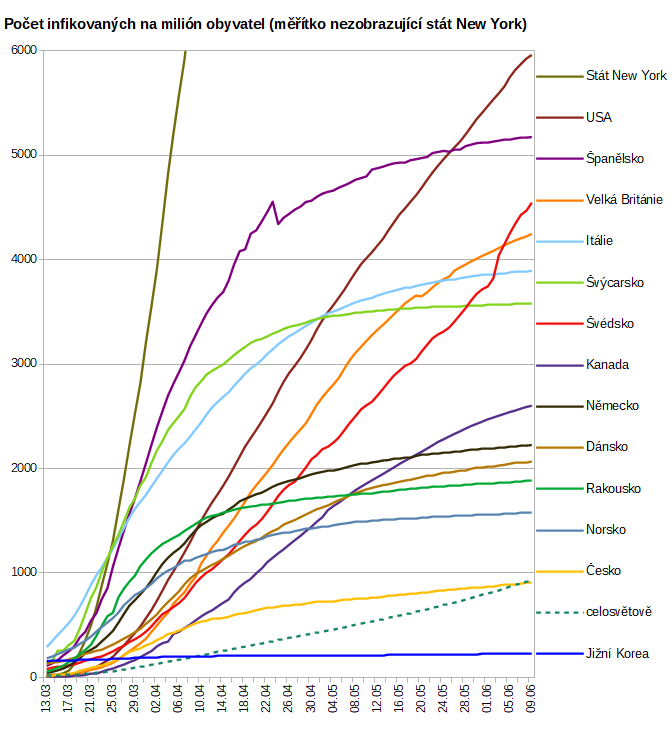 Počet infikovaných na milión obyvatel (měřítko nezobrazující stát New York)
6000
5000
4000
3000
2000
1000
0
13.03
17.03
21.03
25.03
29.03
02.04
06.04
10.04
14.04
18.04
22.04
26.04
30.04
04.05
08.05
12.05
16.05
20.05
24.05
28.05
01.06
05.06
09.06
Stát New York
USA
Španělsko
Velká Británie
Itálie
Švýcarsko
Švédsko
Kanada
Německo
Dánsko
Rakousko
Norsko
Česko
celosvětově
Jižní Korea